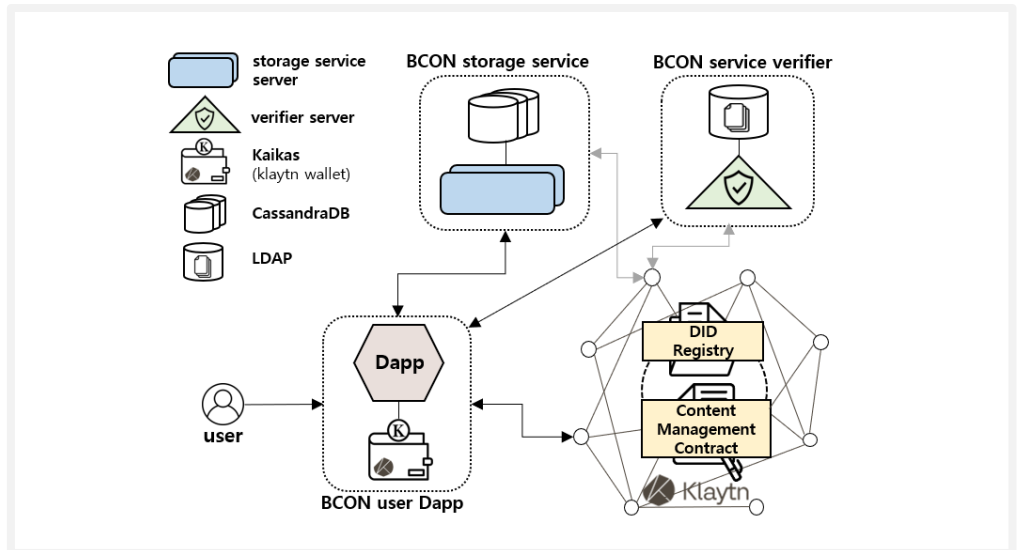 storage service
server
verifier server
Kaikas
(klaytn wallet)
CassandraDB
LDAP
BCON storage service
BCON service verifier
DID
Registry
Content
Management
Contract
Klaytn
Dapp
K
K
user
BCON user Dapp